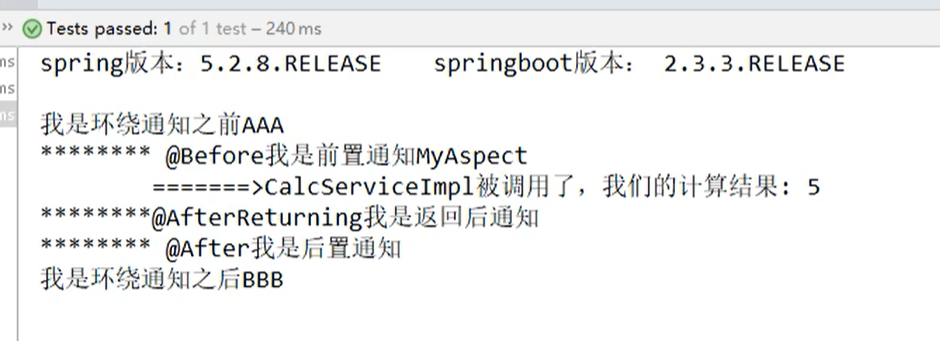 >> Tests passed: 1 of 1 test – 240 ms
ms
ms
ms
spring版本：5.2.8.RELEASE    springboot版本： 2.3.3.RELEASE
我是环绕通知之前AAA
******** @Before我是前置通知MyAspect
=======>CalcServiceImpl被调用了，我们的计算结果：5
********@AfterReturning我是返回后通知
******** @After我是后置通知
我是环绕通知之后BBB